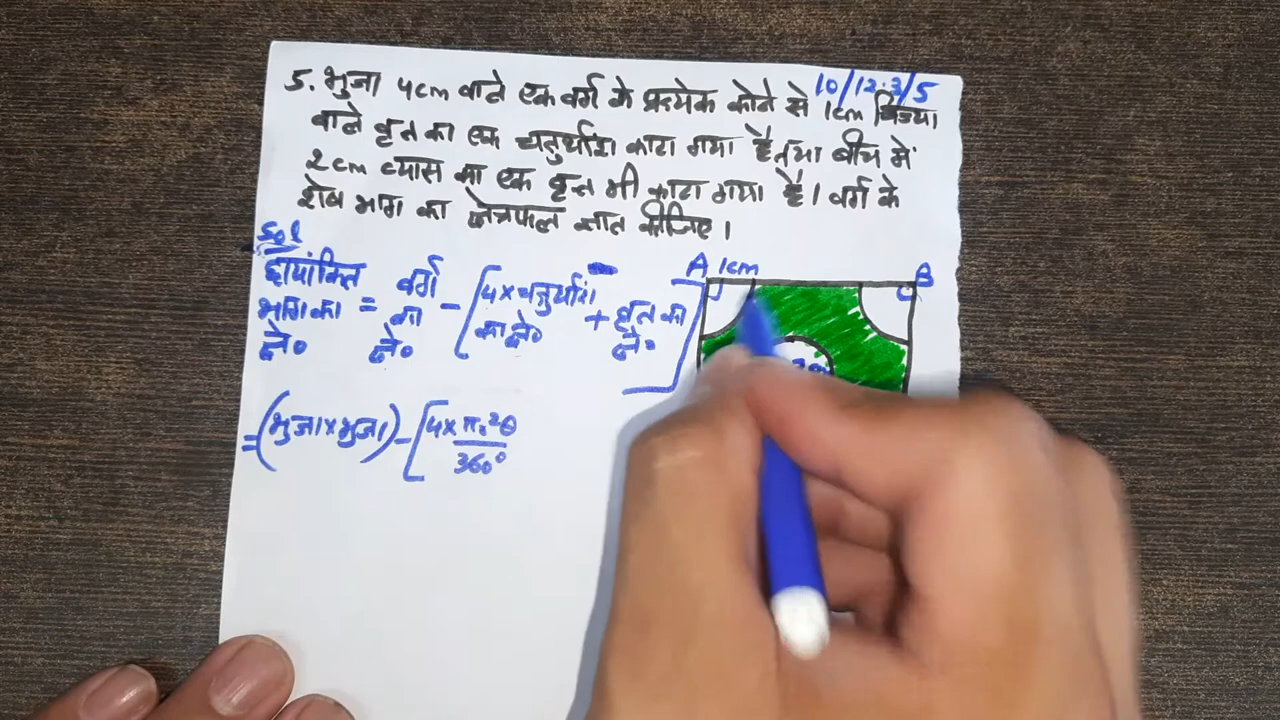 10/12.3/5
5. भुजा 4cm वाले एक वर्ग के प्रत्येक कोने से 1cm त्रिज्या
वाले वृत का एक चतुर्थांश काटा गया है तथा बीच में
2cm व्यास का एक वृत्त भी काटा गया है। वर्ग के
शेष भाग का क्षेत्रफल ज्ञात कीजिए।
Sol
छायांकित भाग का क्षे० = वर्ग का क्षे० - [4×चतुर्थांश का क्षे० + वृत का क्षे०]
A 1cm B
=(भुजा×भुजा) - [4×πr²θ
360°